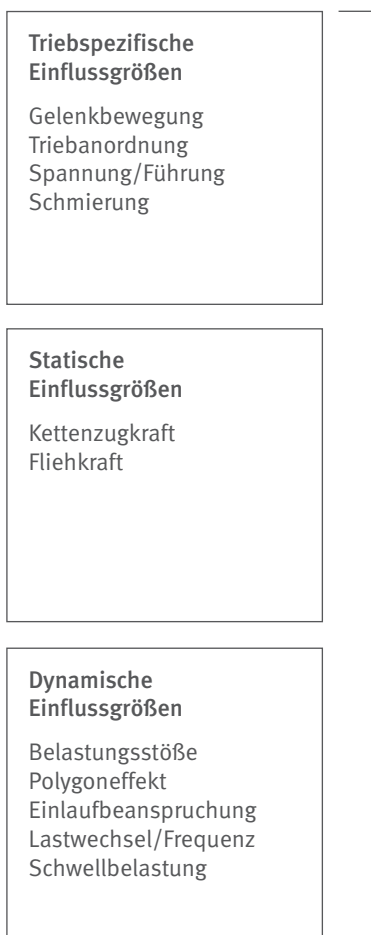 Triebspezifische
Einflussgrößen
Gelenkbewegung
Triebanordnung
Spannung/Führung
Schmierung
Statische
Einflussgrößen
Kettenzugkraft
Fliehkraft
Dynamische
Einflussgrößen
Belastungsstöße
Polygoneffekt
Einlaufbeanspruchung
Lastwechsel/Frequenz
Schwellbelastung